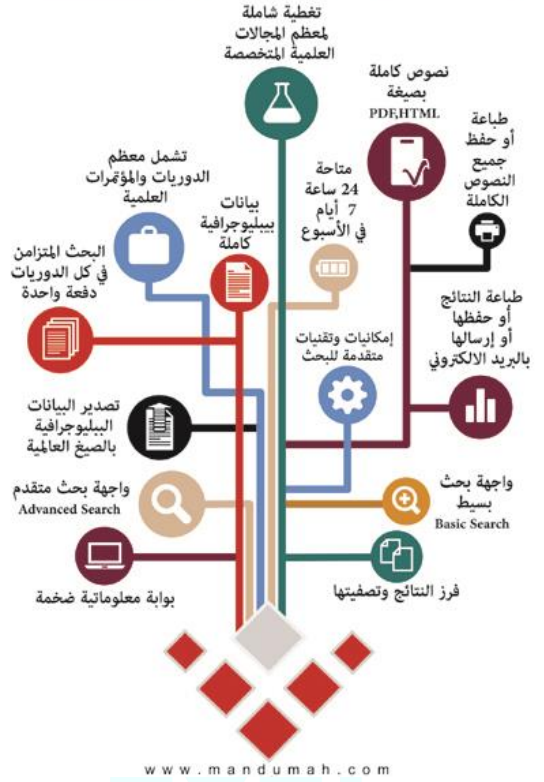 تغطية شاملة
لمعظم المجالات
العلمية المتخصصة
نصوص كاملة
بصيغة
PDF,HTML
طباعة
أو حفظ
جميع
النصوص
الكاملة
تشمل معظم
الدوريات والمؤتمرات
العلمية
متاحة
24 ساعة
7 أيام
في الأسبوع
بيانات
بيبليوجرافية
كاملة
البحث المتزامن
في كل الدوريات
دفعة واحدة
طباعة النتائج
أو حفظها
أو إرسالها
بالبريد الالكتروني
إمكانيات وتقنيات
متقدمة للبحث
تصدير البيانات
الببليوجرافية
بالصيغ العالمية
واجهة بحث
بسيط
Basic Search
واجهة بحث متقدم
Advanced Search
فرز النتائج وتصفيتها
بوابة معلوماتية ضخمة
www.mandumah.com